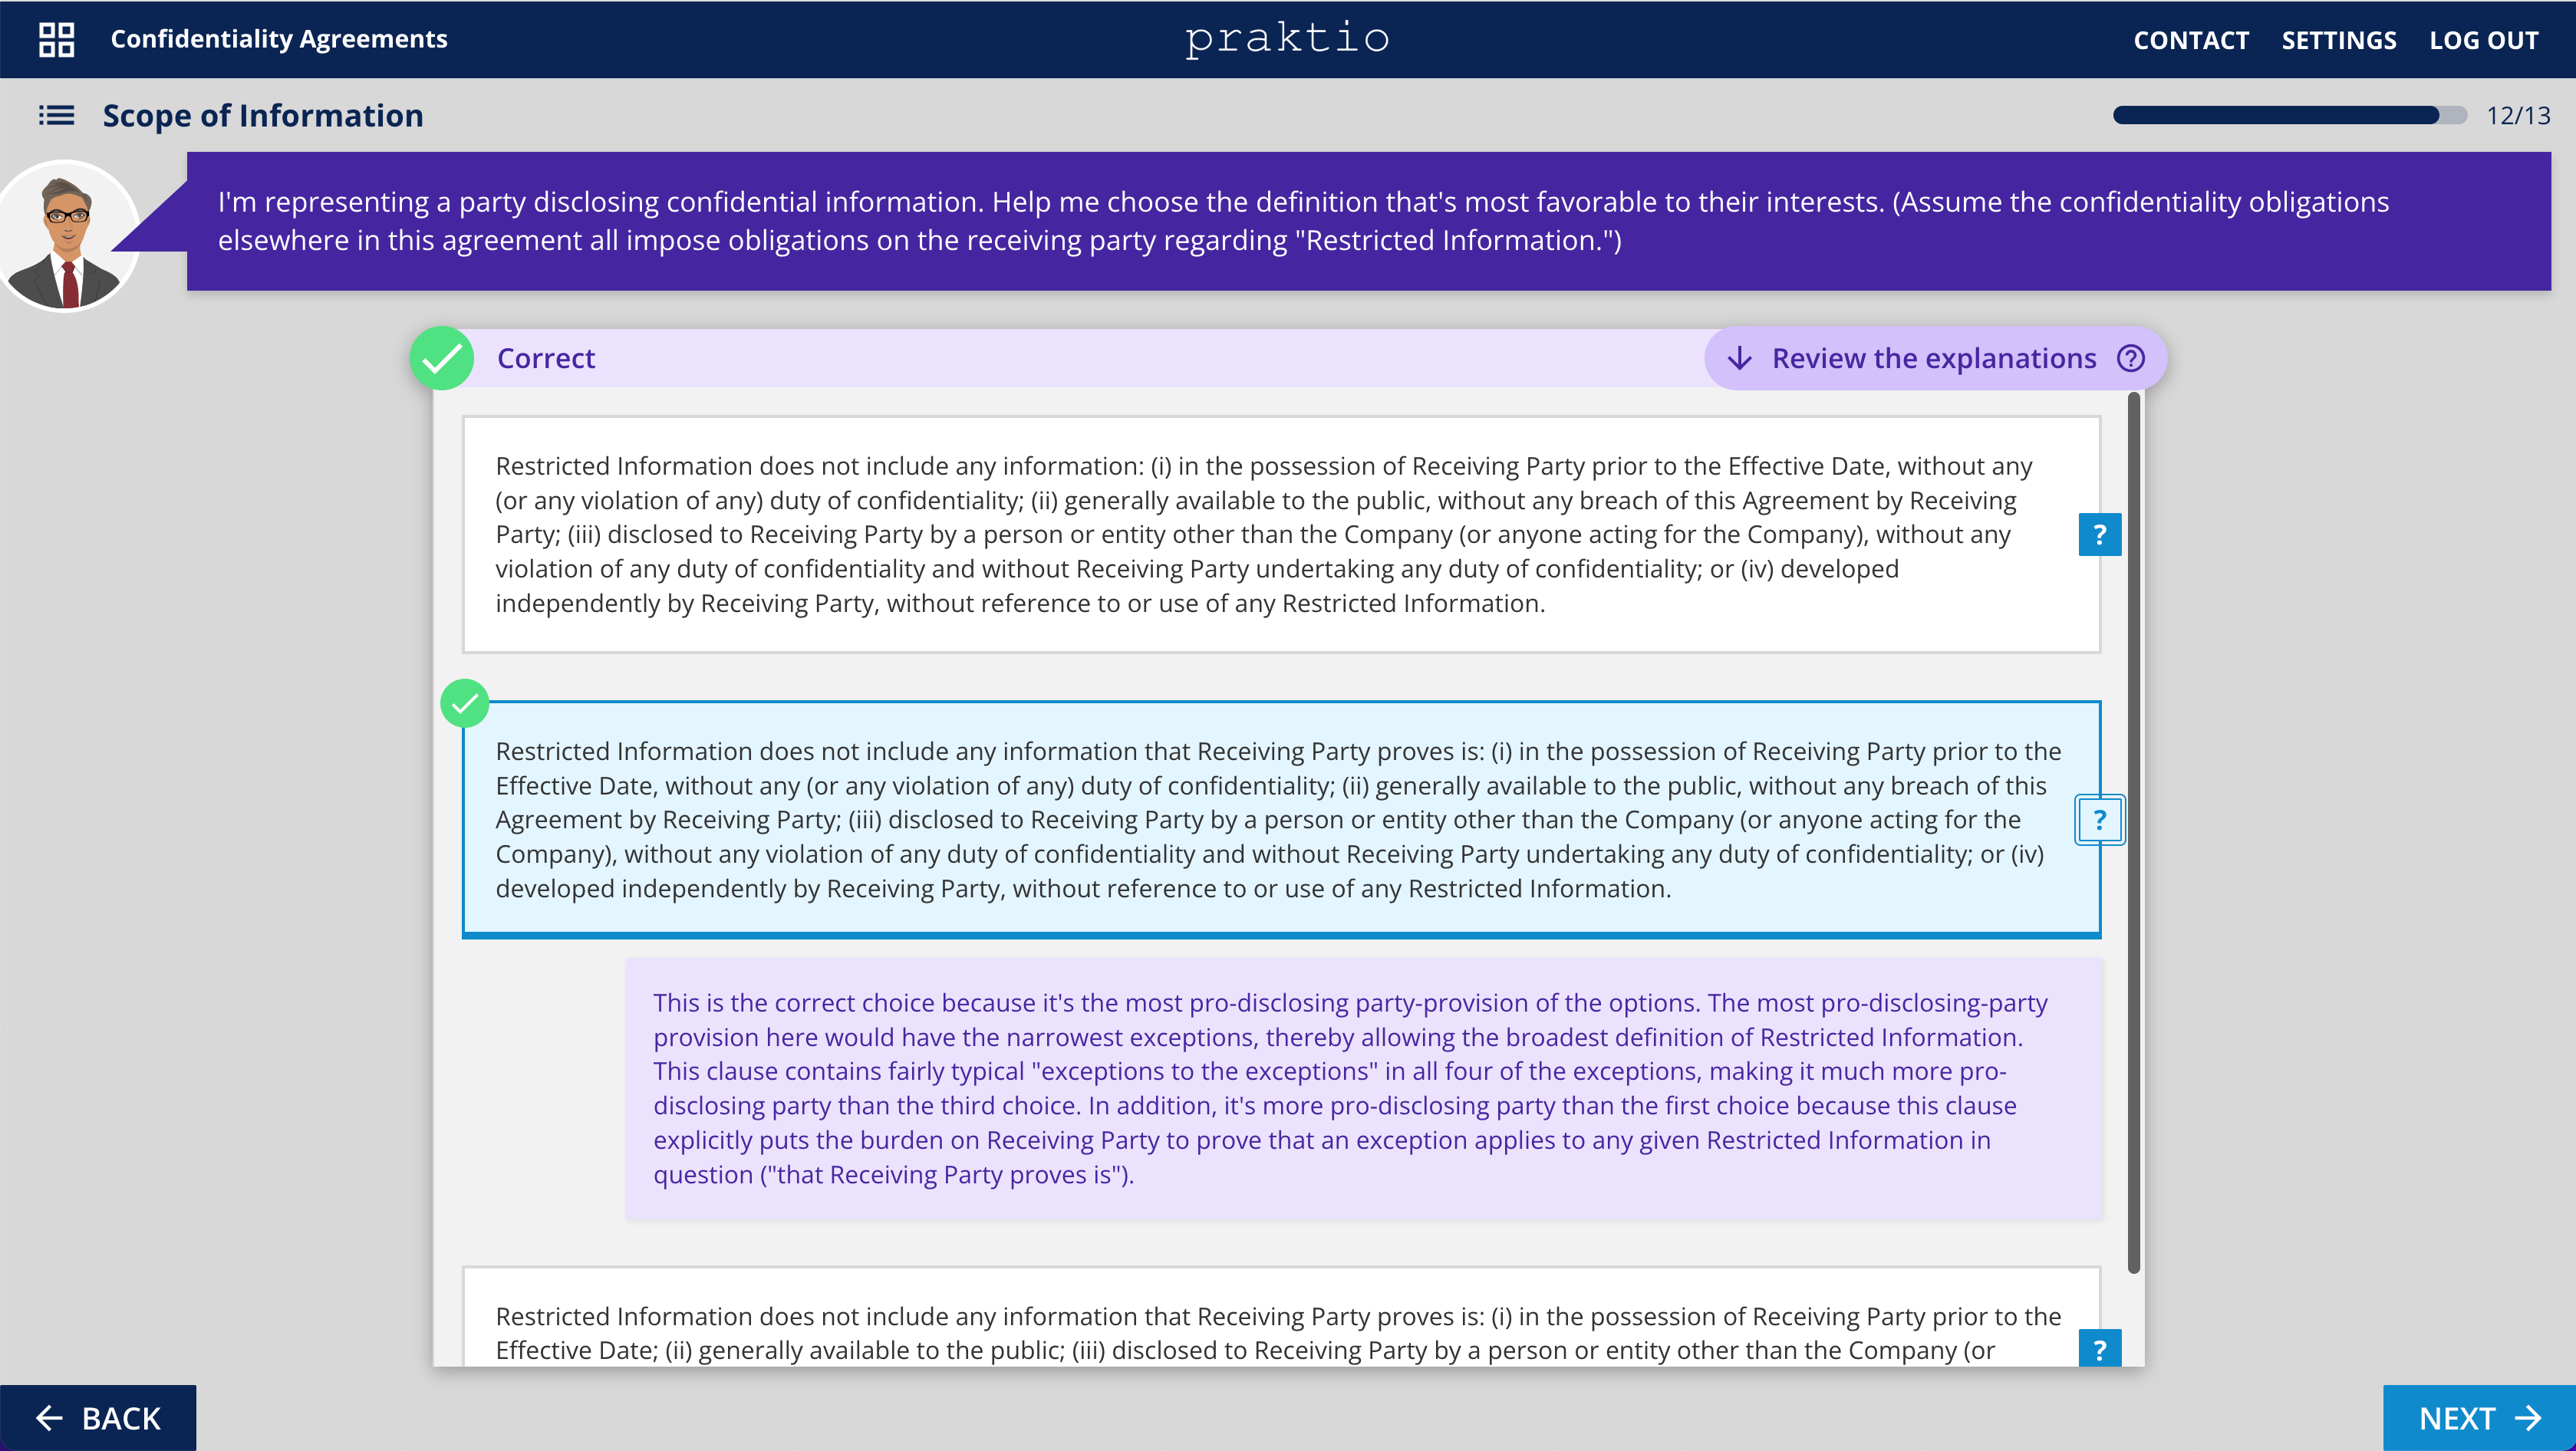 Confidentiality Agreements
praktio
CONTACT SETTINGS LOG OUT
Scope of Information
12/13
I'm representing a party disclosing confidential information. Help me choose the definition that's most favorable to their interests. (Assume the confidentiality obligations
elsewhere in this agreement all impose obligations on the receiving party regarding "Restricted Information.")
Correct
Review the explanations ?
Restricted Information does not include any information: (i) in the possession of Receiving Party prior to the Effective Date, without any
(or any violation of any) duty of confidentiality; (ii) generally available to the public, without any breach of this Agreement by Receiving
Party; (iii) disclosed to Receiving Party by a person or entity other than the Company (or anyone acting for the Company), without any
violation of any duty of confidentiality and without Receiving Party undertaking any duty of confidentiality; or (iv) developed
independently by Receiving Party, without reference to or use of any Restricted Information.
?
Restricted Information does not include any information that Receiving Party proves is: (i) in the possession of Receiving Party prior to the
Effective Date, without any (or any violation of any) duty of confidentiality; (ii) generally available to the public, without any breach of this
Agreement by Receiving Party; (iii) disclosed to Receiving Party by a person or entity other than the Company (or anyone acting for the
Company), without any violation of any duty of confidentiality and without Receiving Party undertaking any duty of confidentiality; or (iv)
developed independently by Receiving Party, without reference to or use of any Restricted Information.
?
This is the correct choice because it's the most pro-disclosing party-provision of the options. The most pro-disclosing-party
provision here would have the narrowest exceptions, thereby allowing the broadest definition of Restricted Information.
This clause contains fairly typical "exceptions to the exceptions" in all four of the exceptions, making it much more pro-
disclosing party than the third choice. In addition, it's more pro-disclosing party than the first choice because this clause
explicitly puts the burden on Receiving Party to prove that an exception applies to any given Restricted Information in
question ("that Receiving Party proves is").
Restricted Information does not include any information that Receiving Party proves is: (i) in the possession of Receiving Party prior to the
Effective Date; (ii) generally available to the public; (iii) disclosed to Receiving Party by a person or entity other than the Company (or
?
BACK
NEXT